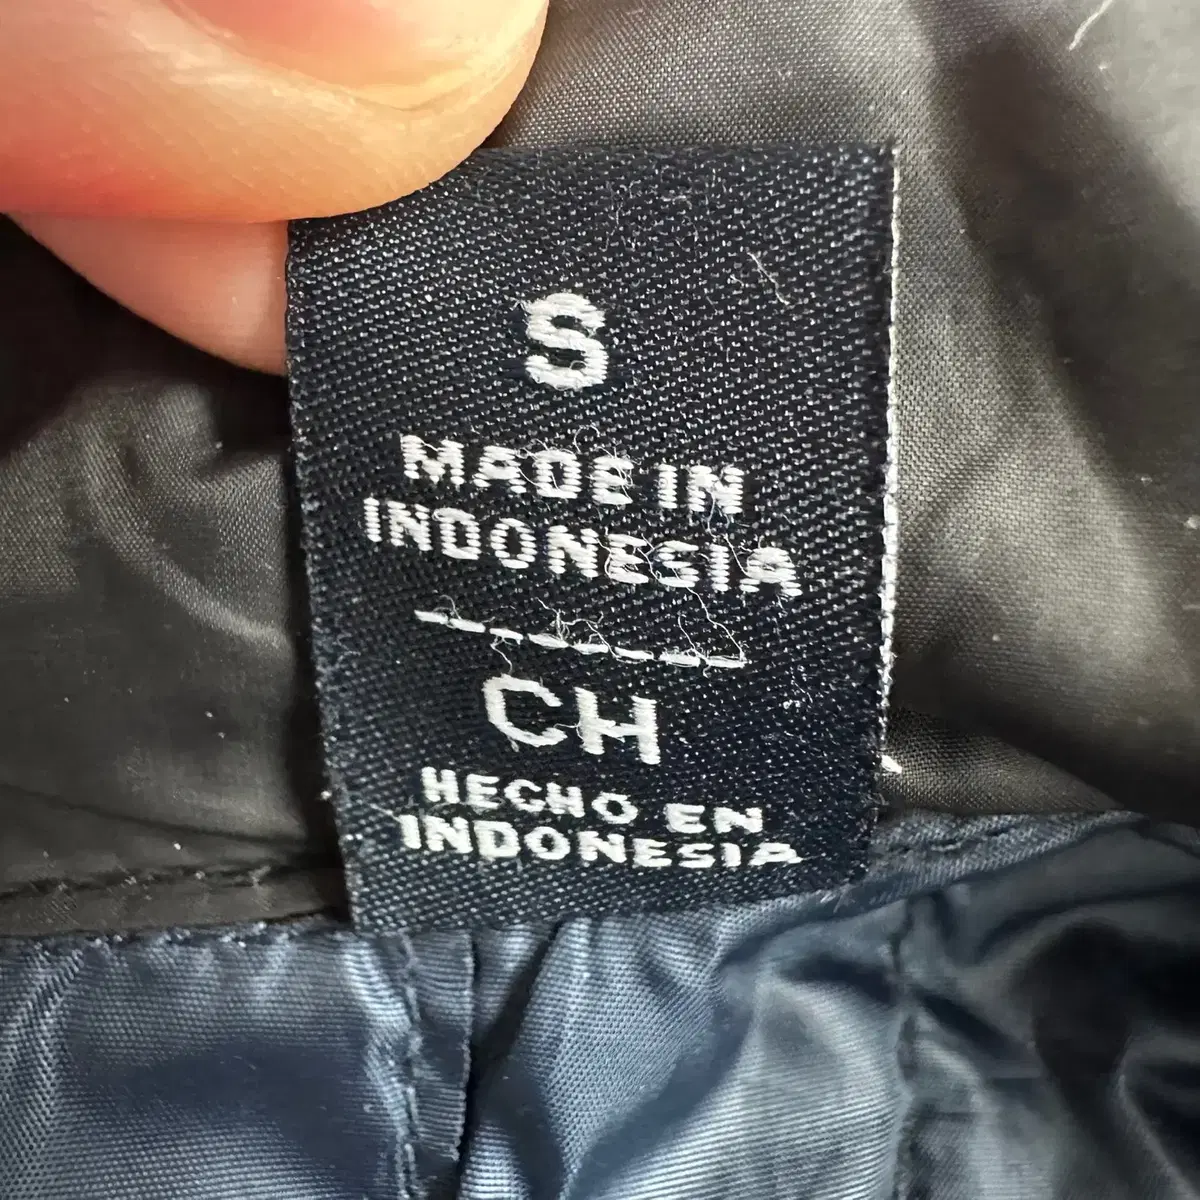 S
MADE IN
INDONESIA
CH
HECHO EN
INDONESIA